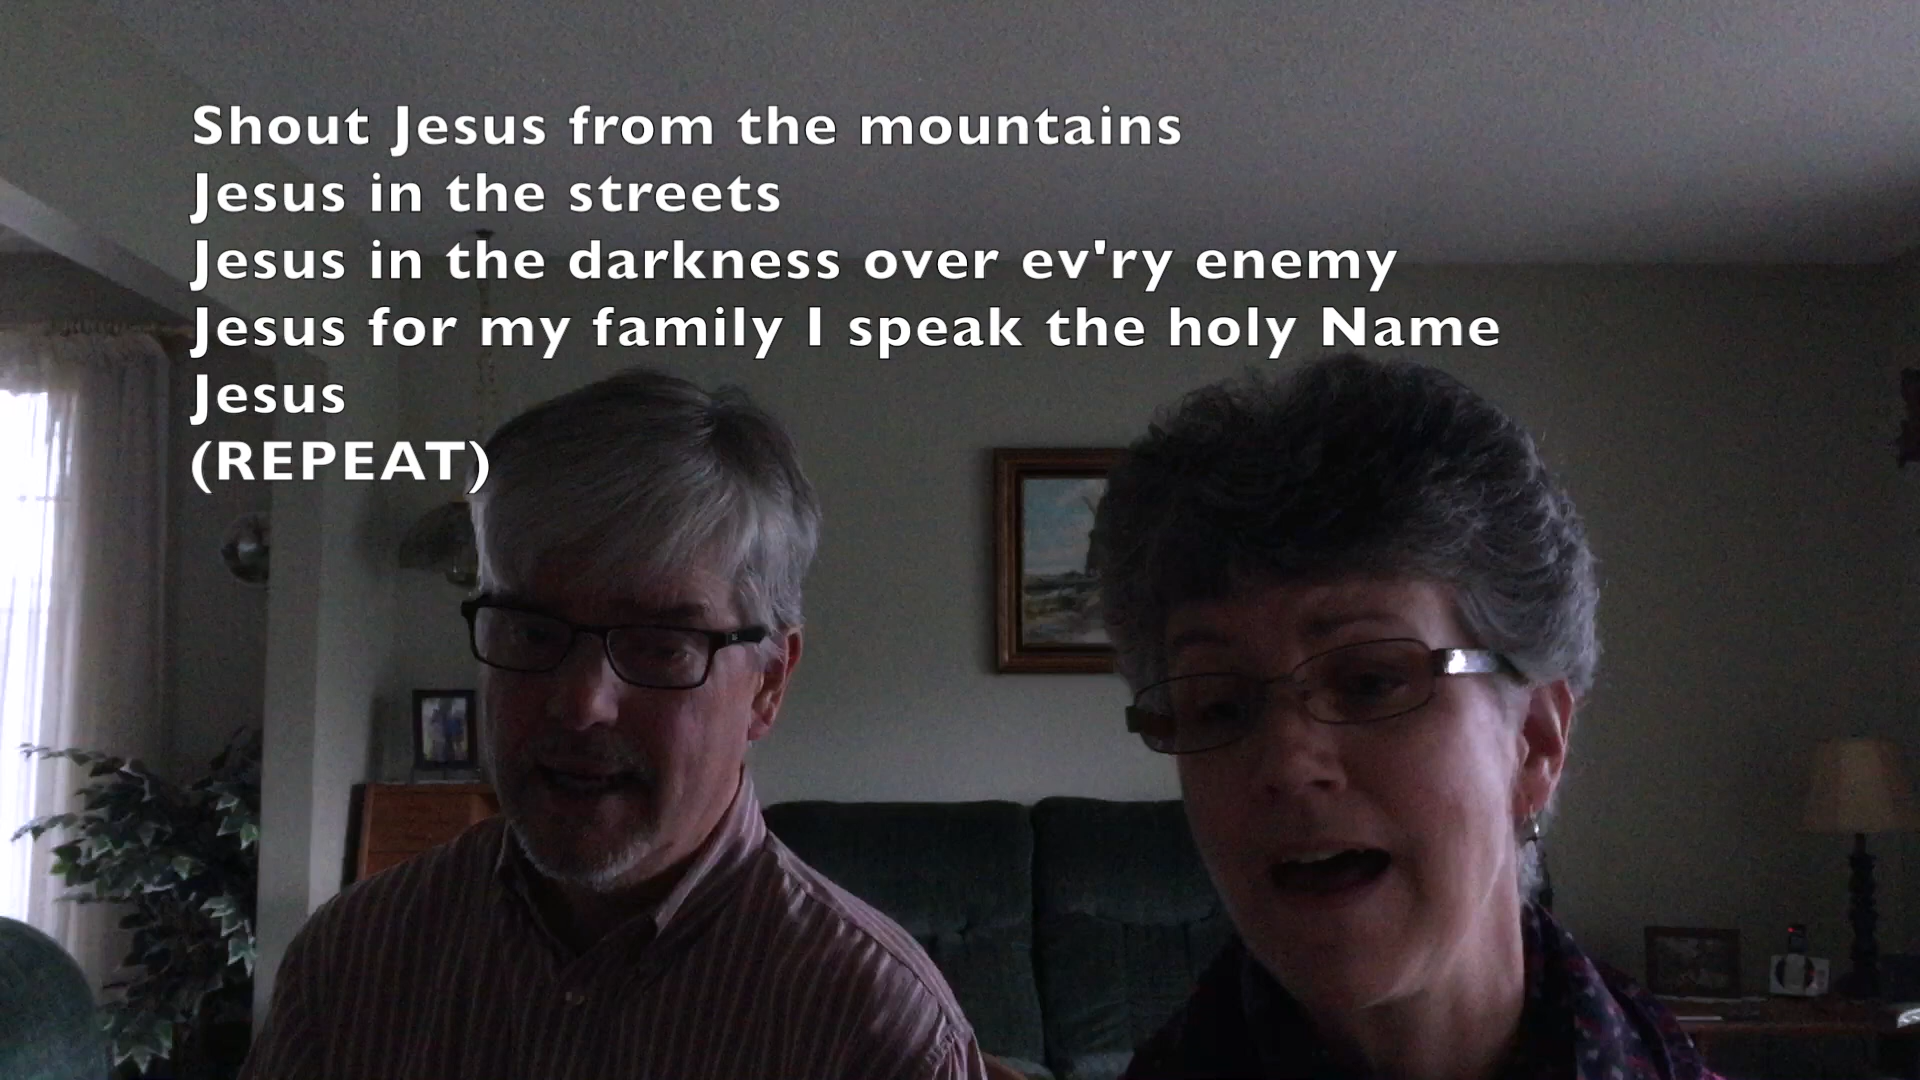 Shout Jesus from the mountains
Jesus in the streets
Jesus in the darkness over ev'ry enemy
Jesus for my family I speak the holy Name
Jesus
(REPEAT)